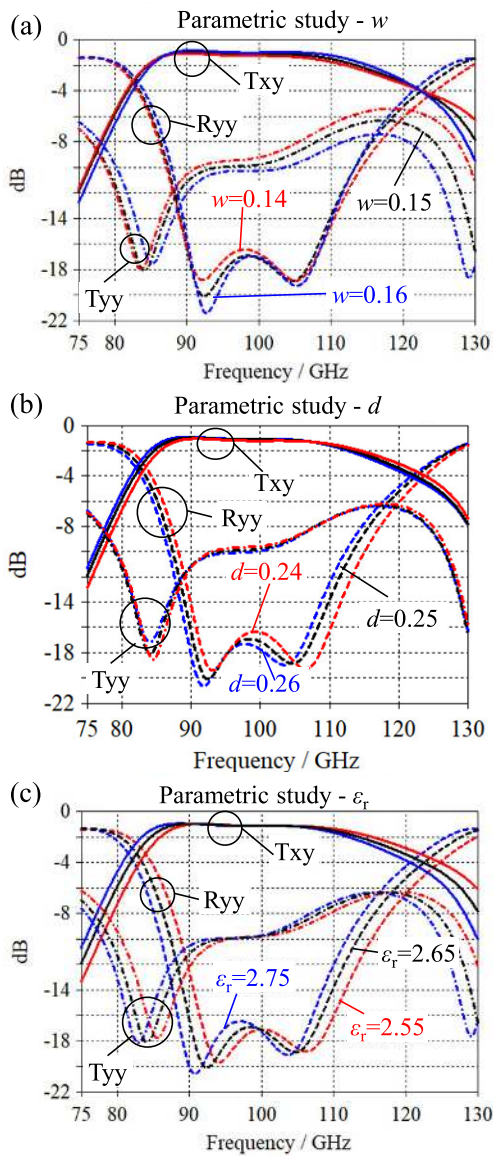 (a) Parametric study - w
0
-4
-8
-14
-18
-22
dB
Txy
Ryy
Tyy
w=0.14
w=0.15
w=0.16
75 80 90 100 110 120 130
Frequency / GHz
(b) Parametric study - d
0
-4
-8
-14
-18
-22
dB
Txy
Ryy
Tyy
d=0.24
d=0.25
d=0.26
75 80 90 100 110 120 130
Frequency / GHz
(c) Parametric study - εr
0
-4
-8
-14
-18
-22
dB
Txy
Ryy
Tyy
εr=2.75
εr=2.65
εr=2.55
75 80 90 100 110 120 130
Frequency / GHz